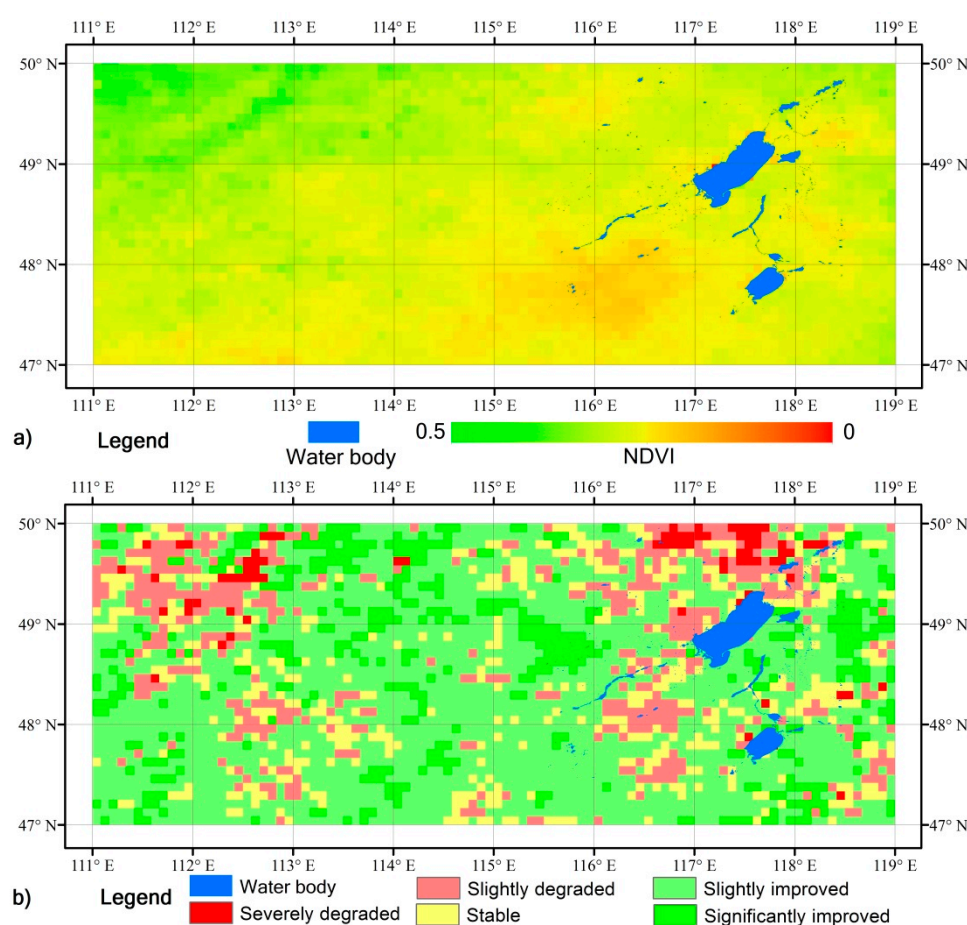 111° E 112° E 113° E 114° E 115° E 116° E 117° E 118° E 119° E
50° N 50° N
49° N 49° N
48° N 48° N
47° N 47° N
111° E 112° E 113° E 114° E 115° E 116° E 117° E 118° E 119° E
a) Legend 0.5 0
Water body NDVI
111° E 112° E 113° E 114° E 115° E 116° E 117° E 118° E 119° E
50° N 50° N
49° N 49° N
48° N 48° N
47° N 47° N
111° E 112° E 113° E 114° E 115° E 116° E 117° E 118° E 119° E
b) Legend Water body Slightly degraded Slightly improved
Severely degraded Stable Significantly improved